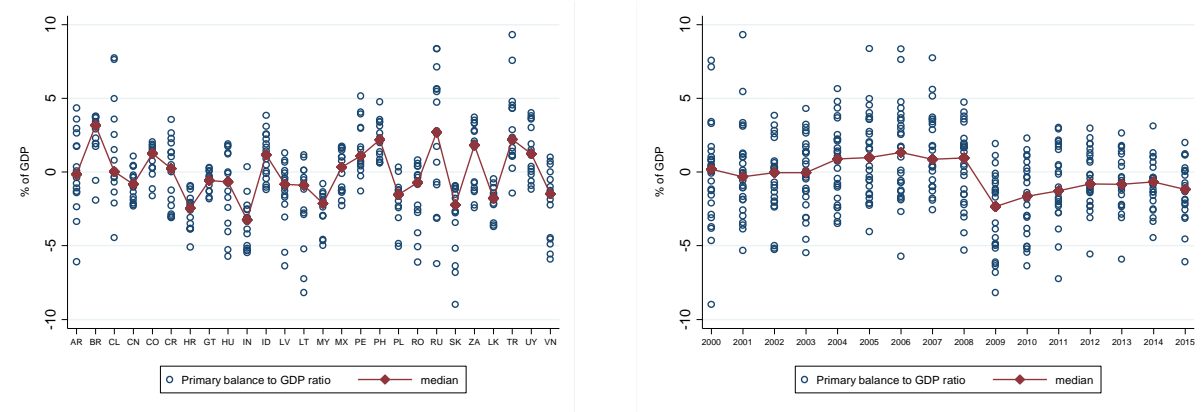 10
5
0
-5
-10
% of GDP
AR BR CL CN CO CR HR GT HU IN ID LV LT MY MX PE PH PL RO RU SK ZA LK TR UY VN
Primary balance to GDP ratio median
10
5
0
-5
-10
% of GDP
2000 2001 2002 2003 2004 2005 2006 2007 2008 2009 2010 2011 2012 2013 2014 2015
Primary balance to GDP ratio median